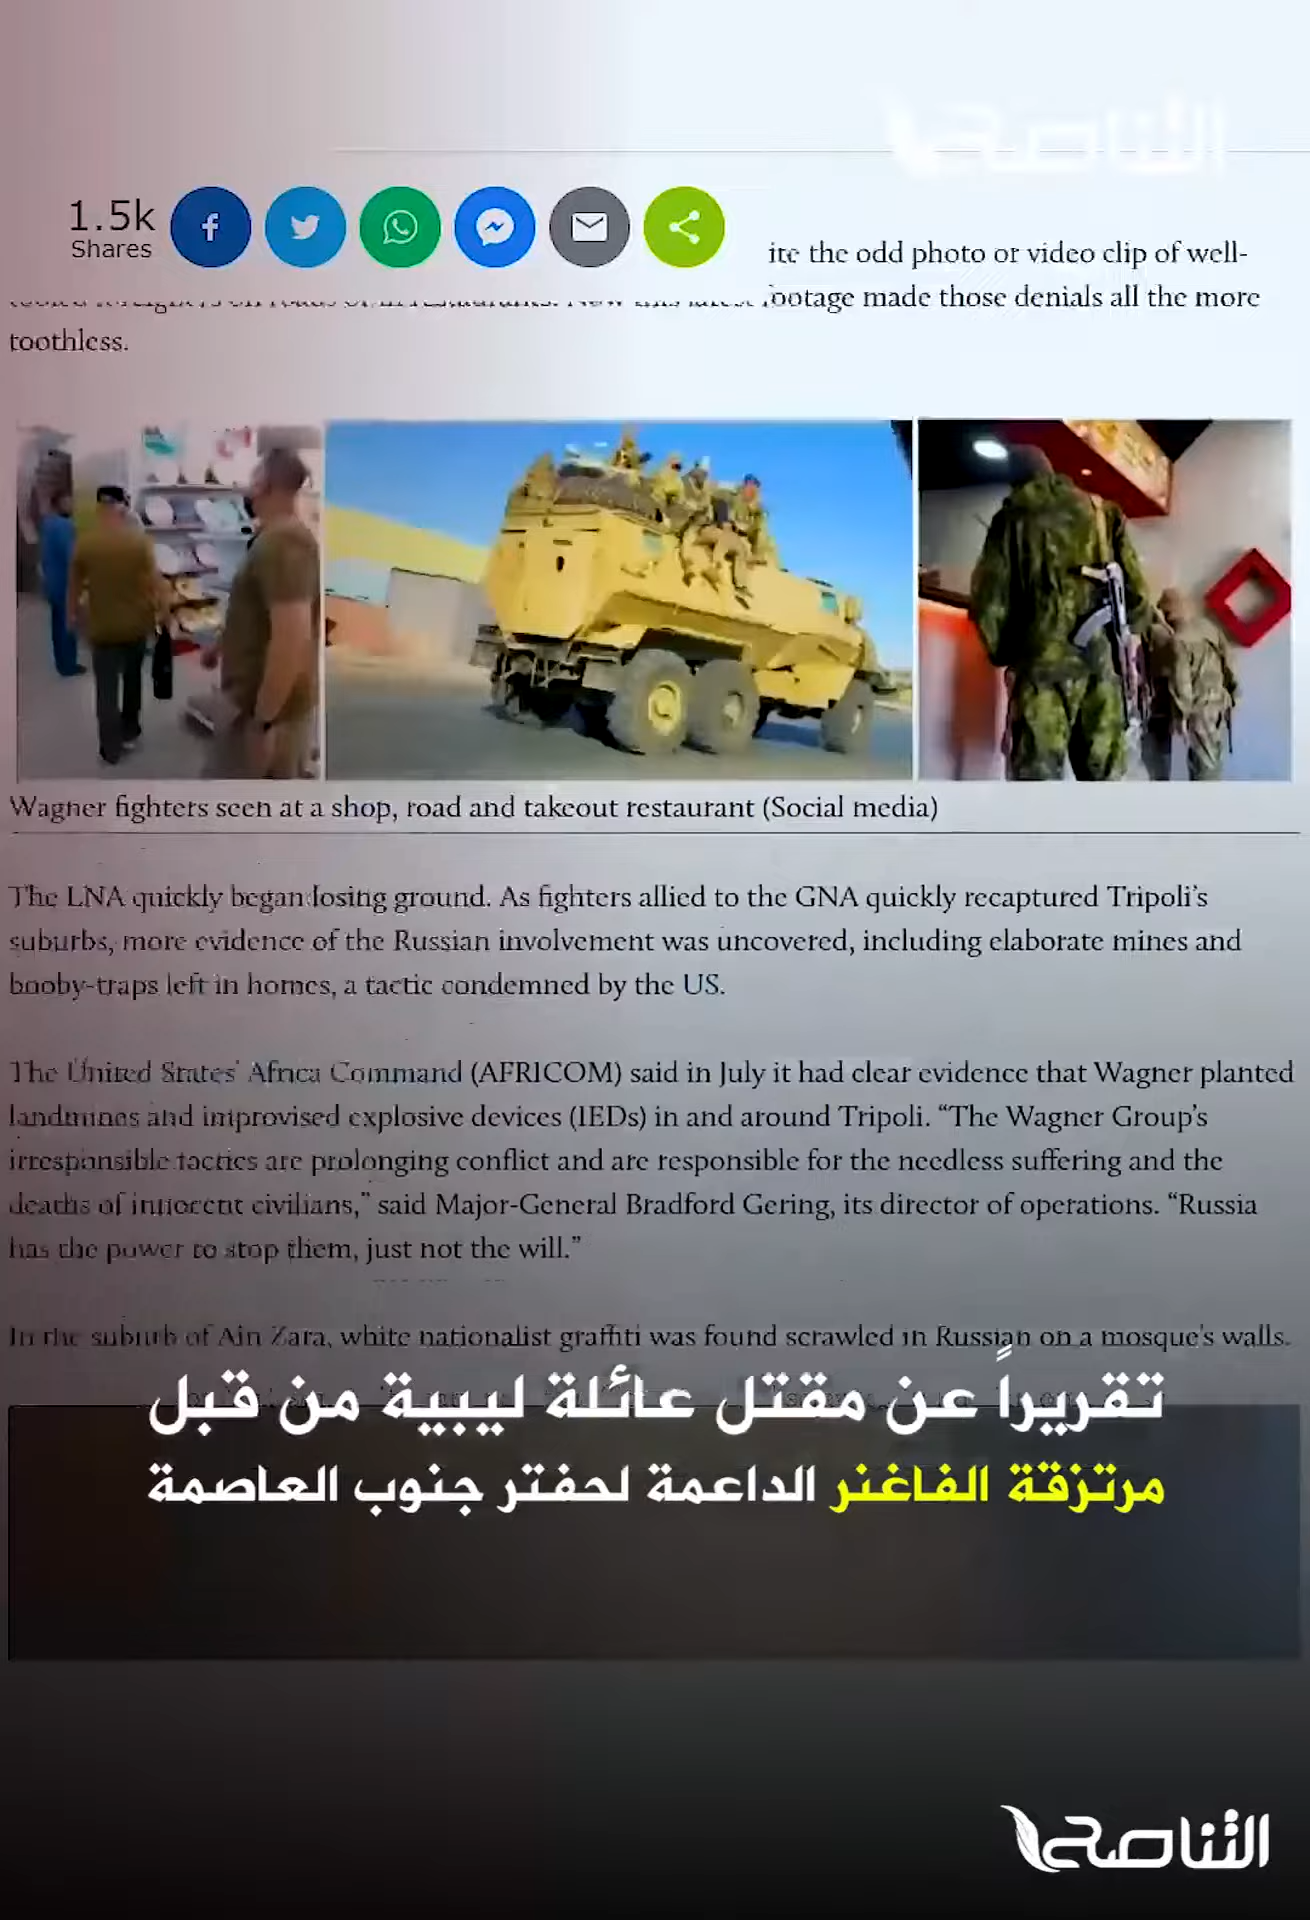 التناصح
1.5k
Shares
the odd photo or video clip of well-
footage made those denials all the more
toothless.
Wagner fighters seen at a shop, road and takeout restaurant (Social media)
The LNA quickly began losing ground. As fighters allied to the GNA quickly recaptured Tripoli's
suburbs, more evidence of the Russian involvement was uncovered, including elaborate mines and
booby-traps left in homes, a tactic condemned by the US.
The United States' Africa Command (AFRICOM) said in July it had clear evidence that Wagner planted
landmines and improvised explosive devices (IEDs) in and around Tripoli. “The Wagner Group's
irresponsible tactics are prolonging conflict and are responsible for the needless suffering and the
deaths of innocent civilians,” said Major-General Bradford Gering, its director of operations. “Russia
has the power to stop them, just not the will.”
In the suburb of Ain Zara, white nationalist graffiti was found scrawled in Russian on a mosque's walls.
تقريراً عن مقتل عائلة ليبية من قبل
مرتزقة الفاغنر الداعمة لحفتر جنوب العاصمة
التناصح